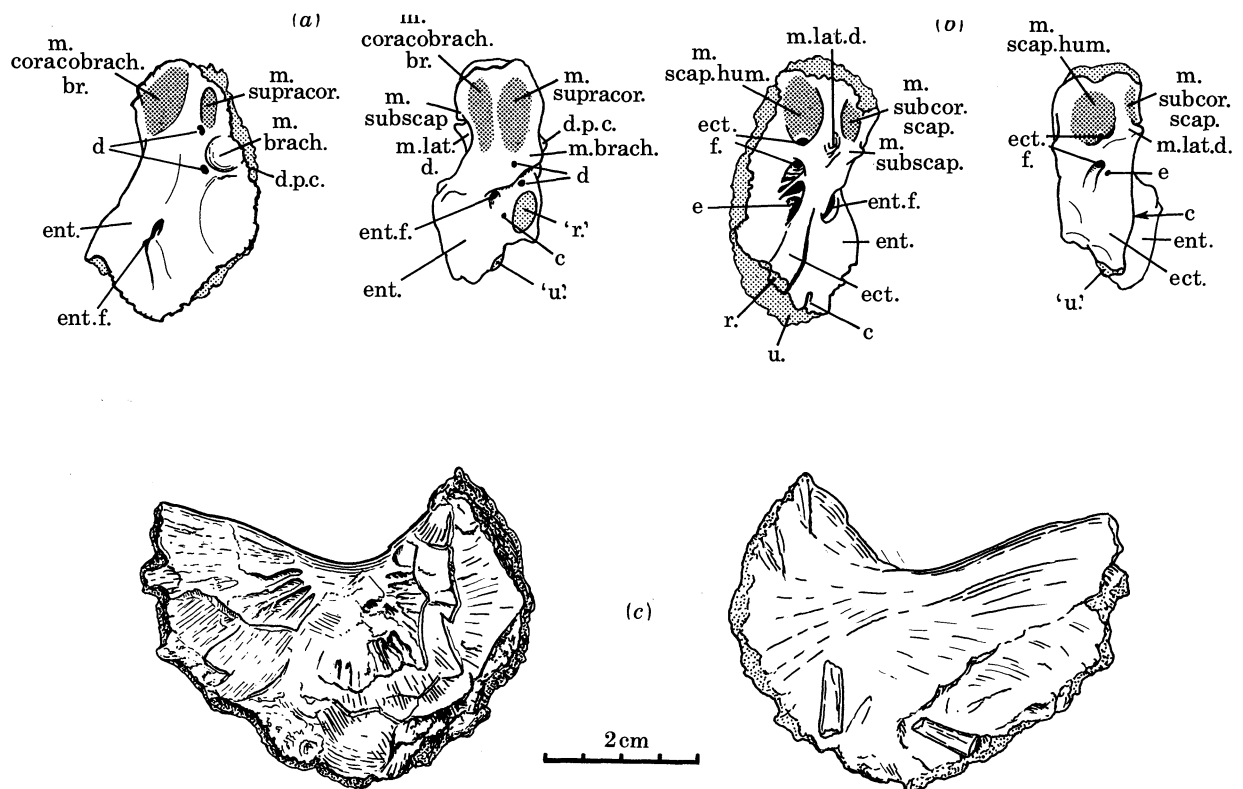 (a)
m.
coracobrach.
br.
m.
supracor.
m.
brach.
d
d.p.c.
ent.
ent.f.
m.
coracobrach.
br.
m.
subscap
m.lat.
d.
m.
supracor.
d.p.c.
m.brach.
d
ent.f.
ent.
'r.'
c
'u'.
(b)
m.lat.d.
m.
scap.hum.
m.
subcor.
scap.
ect.
f.
m.
subscap.
e
ent.f.
ent.
ect.
r.
c
u.
m.
scap.hum.
m.
subcor.
scap.
ect.
f.
m.lat.d.
e
c
ent.
ect.
'u'.
(c)
2 cm